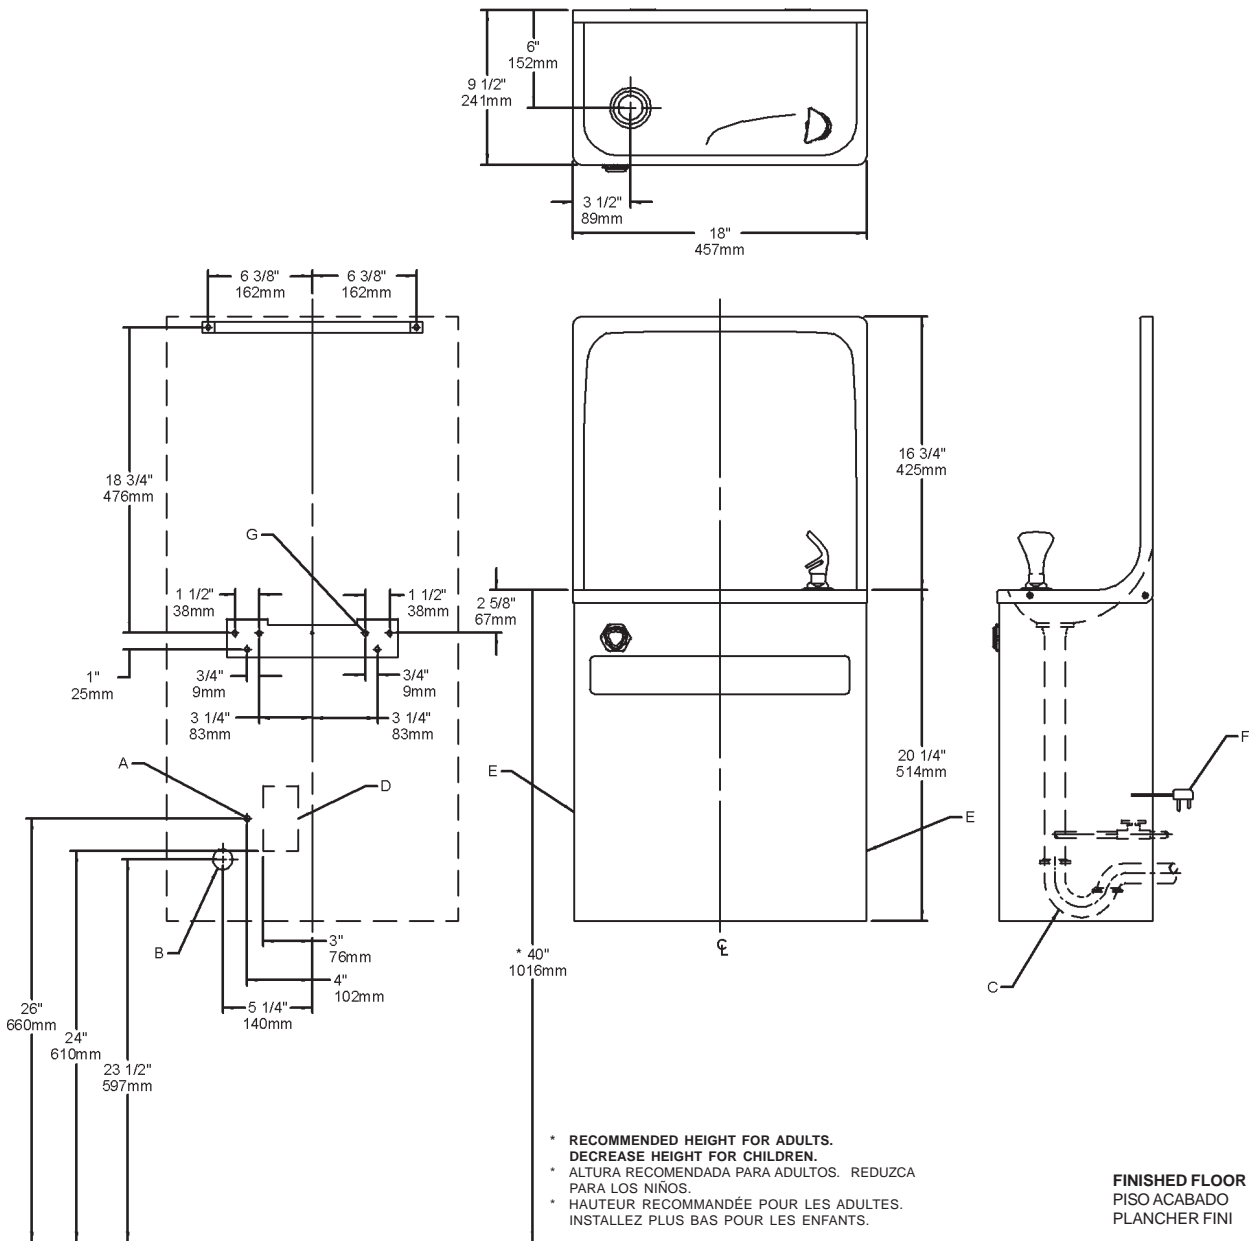 6"
152mm
9 1/2"
241mm
3 1/2"
89mm
18"
457mm
6 3/8"
162mm
6 3/8"
162mm
18 3/4"
476mm
G
1 1/2"
38mm
1 1/2"
38mm
2 5/8"
67mm
16 3/4"
425mm
1"
25mm
3/4"
9mm
3/4"
9mm
3 1/4"
83mm
3 1/4"
83mm
A
D
E
20 1/4"
514mm
E
F
B
3"
76mm
4"
102mm
5 1/4"
140mm
* 40"
1016mm
℄
C
26"
660mm
24"
610mm
23 1/2"
597mm
* RECOMMENDED HEIGHT FOR ADULTS.
DECREASE HEIGHT FOR CHILDREN.
* ALTURA RECOMENDADA PARA ADULTOS. REDUZCA
PARA LOS NIÑOS.
* HAUTEUR RECOMMANDÉE POUR LES ADULTES.
INSTALLEZ PLUS BAS POUR LES ENFANTS.
FINISHED FLOOR
PISO ACABADO
PLANCHER FINI